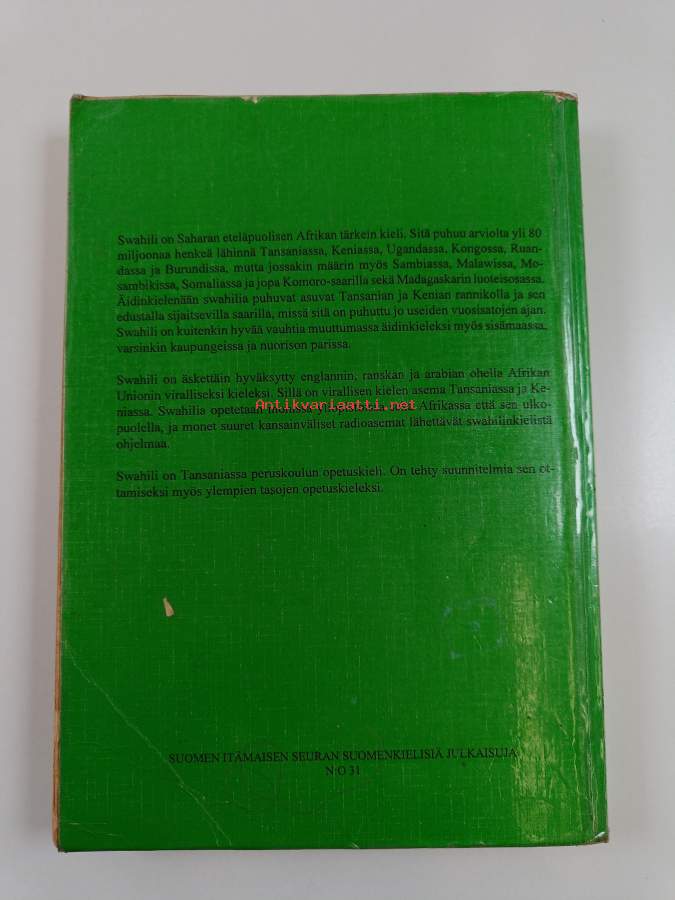 Swahili on Saharan eteläpuolisen Afrikan tärkein kieli. Sitä puhuu arviolta yli 80
miljoonaa henkeä lähinnä Tansaniassa, Keniassa, Ugandassa, Kongossa, Ruan-
dassa ja Burundissa, mutta jossakin määrin myös Sambiassa, Malawissa, Mo-
sambikissa, Somaliassa ja jopa Komoro-saarilla sekä Madagaskarin luoteisosassa.
Äidinkielenään swahilia puhuvat asuvat Tansanian ja Kenian rannikolla ja sen
edustalla sijaitsevilla saarilla, missä sitä on puhuttu jo useiden vuosisatojen ajan.
Swahili on kuitenkin hyvää vauhtia muuttumassa äidinkieleksi myös sisämaassa,
varsinkin kaupungeissa ja nuorison parissa.
Swahili on äskettäin hyväksytty englannin, ranskan ja arabian ohella Afrikan
Unionin viralliseksi kieleksi. Sillä on virallisen kielen asema Tansaniassa ja Ke-
niassa. Swahilia opetetaan Afrikassa että sen ulko-
Antikvariaatti.net
puolella, ja monet suuret kansainväliset radioasemat lähettävät swahilinkielistä
ohjelmaa.
Swahili on Tansaniassa peruskoulun opetuskieli. On tehty suunnitelmia sen ot-
tamiseksi myös ylempien tasojen opetuskieleksi.
SUOMEN ITÄMAISEN SEURAN SUOMENKIELISIÄ JULKAISUJA
N:O 31